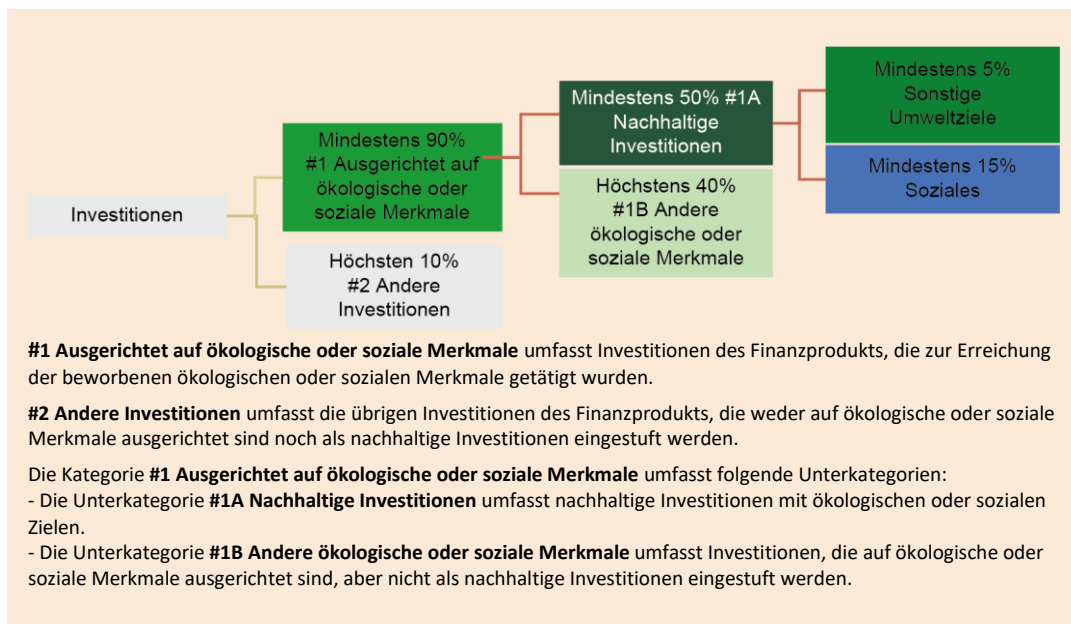 Investitionen
Mindestens 90%
#1 Ausgerichtet auf
ökologische oder
soziale Merkmale
Höchsten 10%
#2 Andere
Investitionen
Mindestens 50% #1A
Nachhaltige
Investitionen
Höchstens 40%
#1B Andere
ökologische oder
soziale Merkmale
Mindestens 5%
Sonstige
Umweltziele
Mindestens 15%
Soziales
#1 Ausgerichtet auf ökologische oder soziale Merkmale umfasst Investitionen des Finanzprodukts, die zur Erreichung
der beworbenen ökologischen oder sozialen Merkmale getätigt wurden.
#2 Andere Investitionen umfasst die übrigen Investitionen des Finanzprodukts, die weder auf ökologische oder soziale
Merkmale ausgerichtet sind noch als nachhaltige Investitionen eingestuft werden.
Die Kategorie #1 Ausgerichtet auf ökologische oder soziale Merkmale umfasst folgende Unterkategorien:
- Die Unterkategorie #1A Nachhaltige Investitionen umfasst nachhaltige Investitionen mit ökologischen oder sozialen
Zielen.
- Die Unterkategorie #1B Andere ökologische oder soziale Merkmale umfasst Investitionen, die auf ökologische oder
soziale Merkmale ausgerichtet sind, aber nicht als nachhaltige Investitionen eingestuft werden.